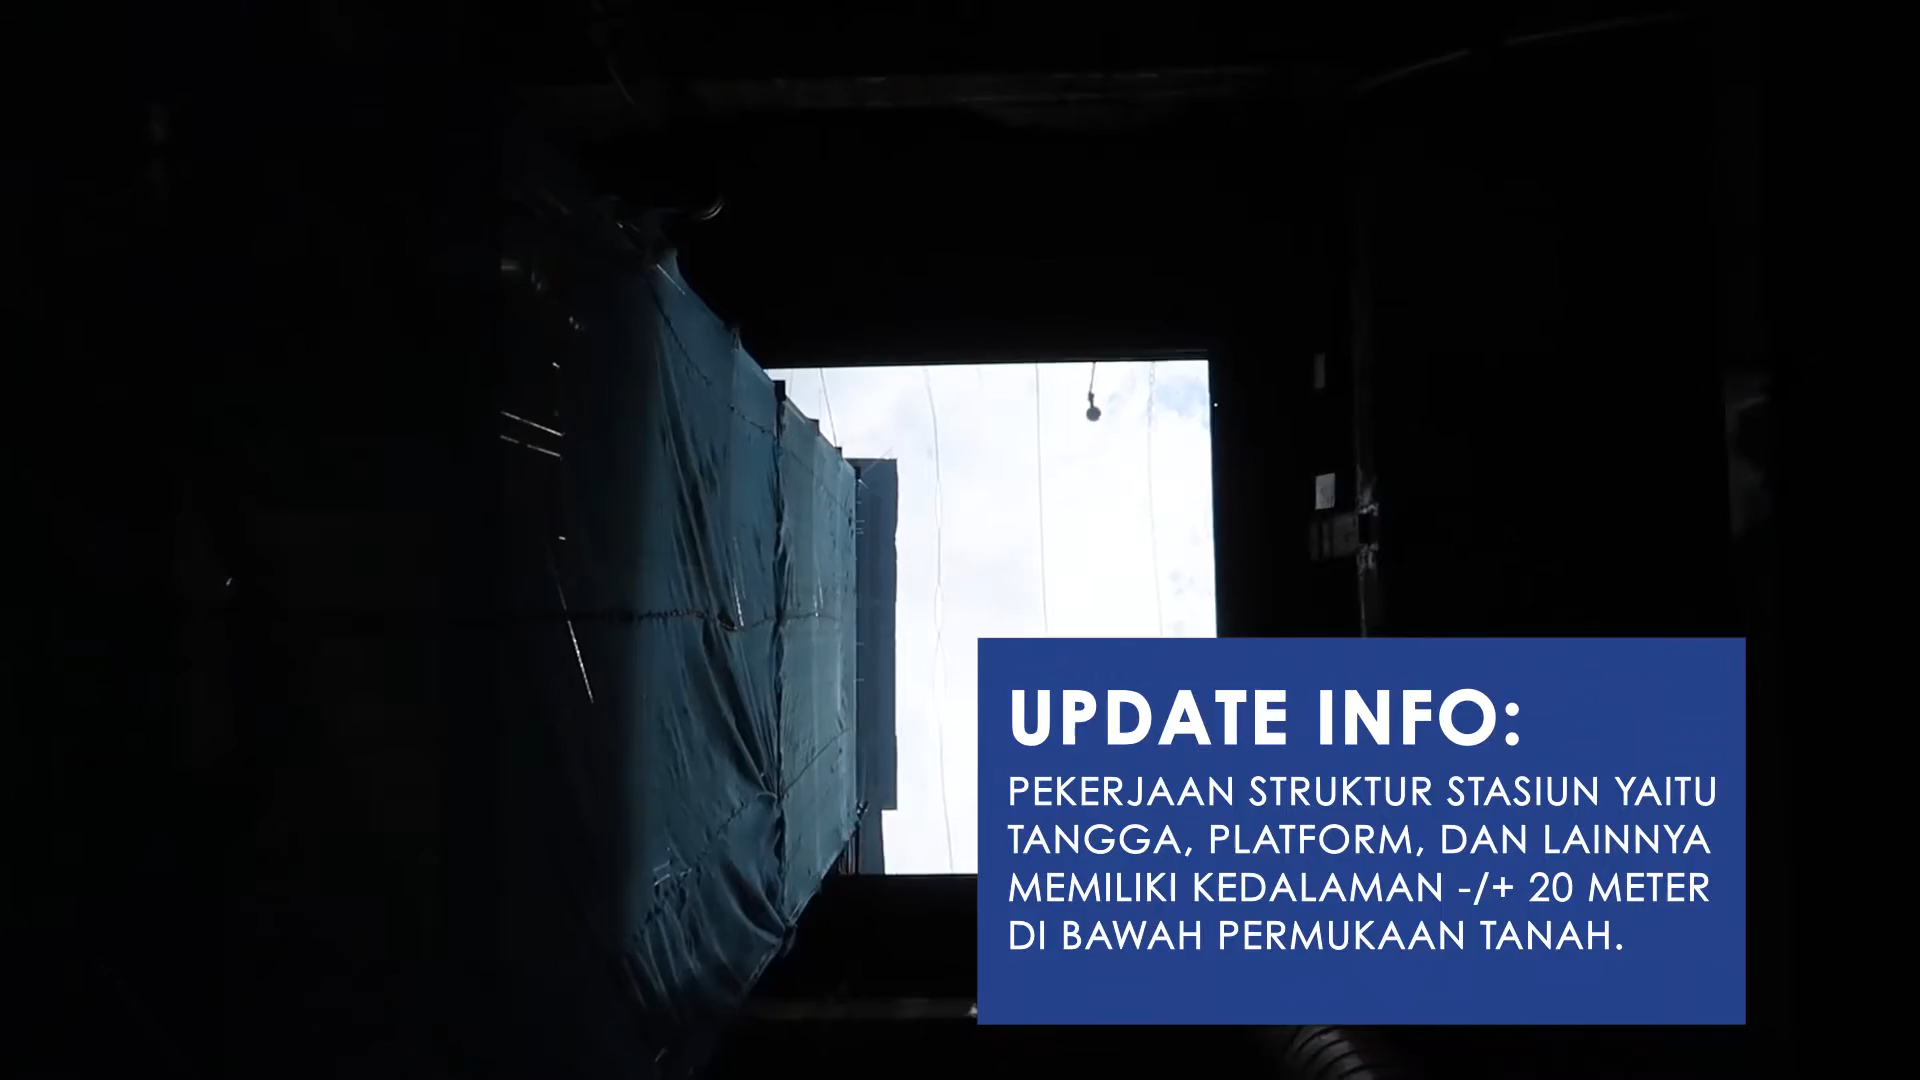 UPDATE INFO:
PEKERJAAN STRUKTUR STASIUN YAITU
TANGGA, PLATFORM, DAN LAINNYA
MEMILIKI KEDALAMAN -/+ 20 METER
DI BAWAH PERMUKAAN TANAH.